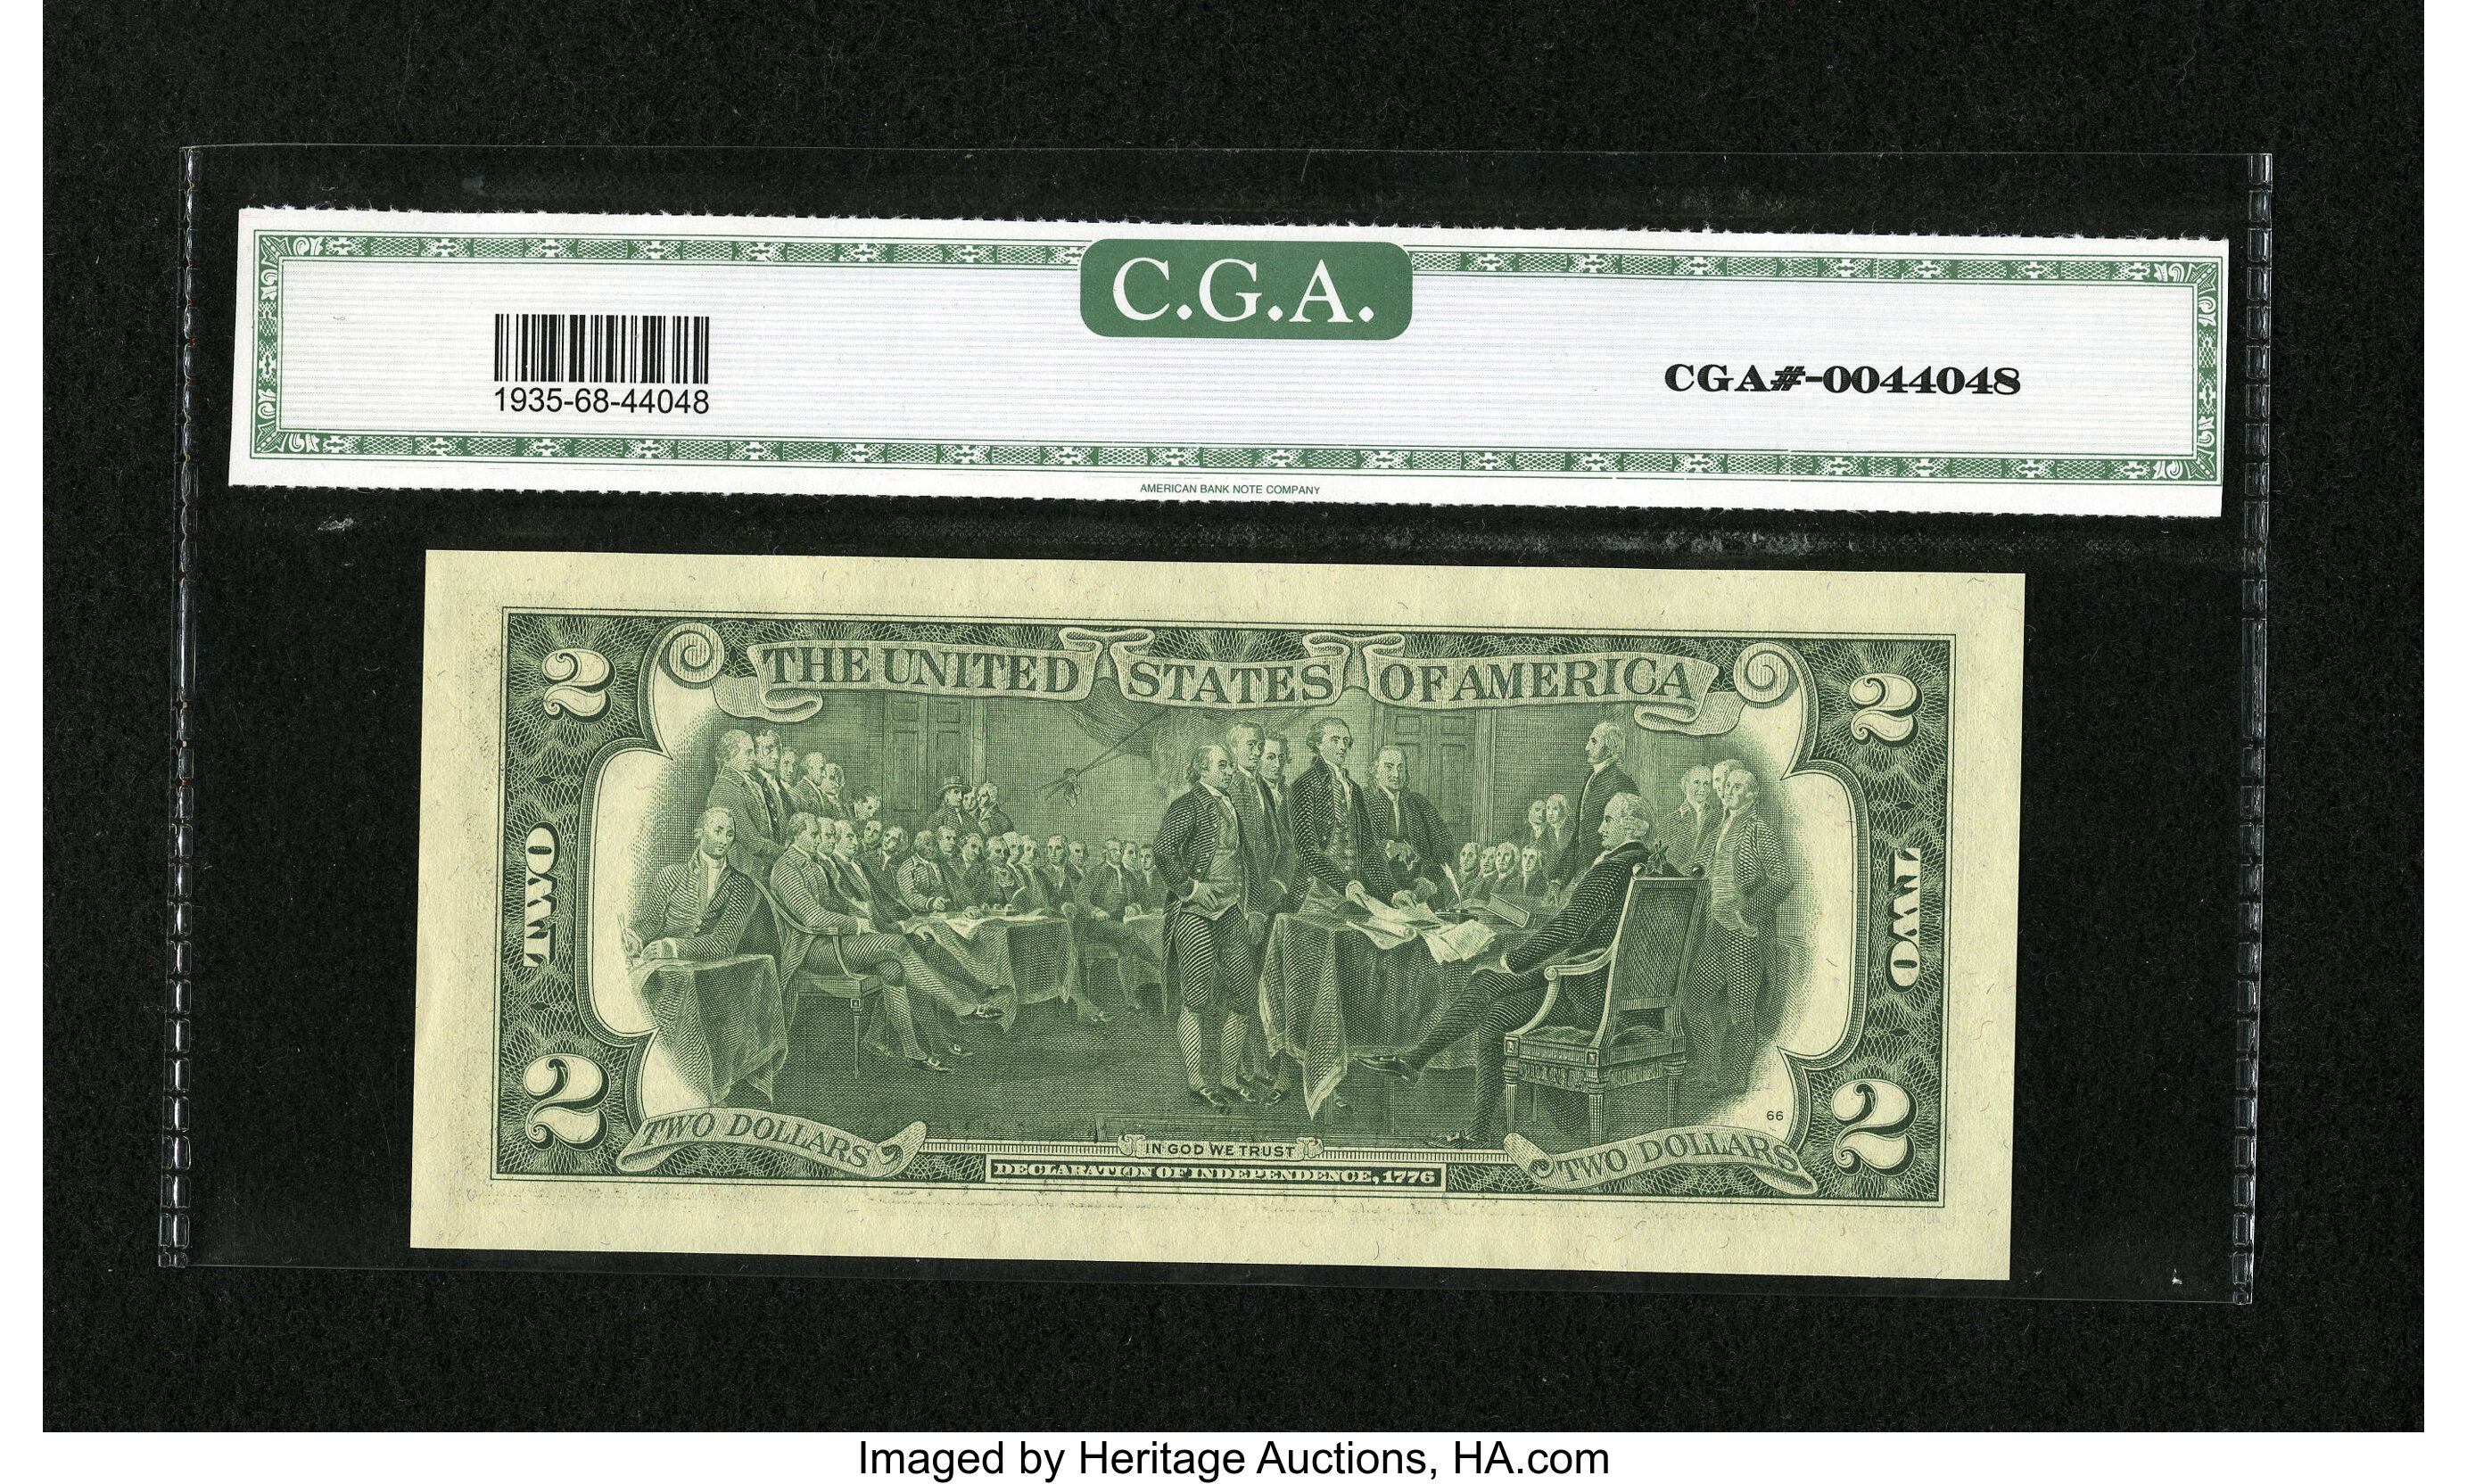 C.G.A.
1935-68-44048
CGA#-0044048
AMERICAN BANK NOTE COMPANY
THE UNITED STATES OF AMERICA
2 2
TWO TWO
2 2
66
TWO DOLLARS TWO DOLLARS
IN GOD WE TRUST
DECLARATION OF INDEPENDENCE, 1776
Imaged by Heritage Auctions, HA.com